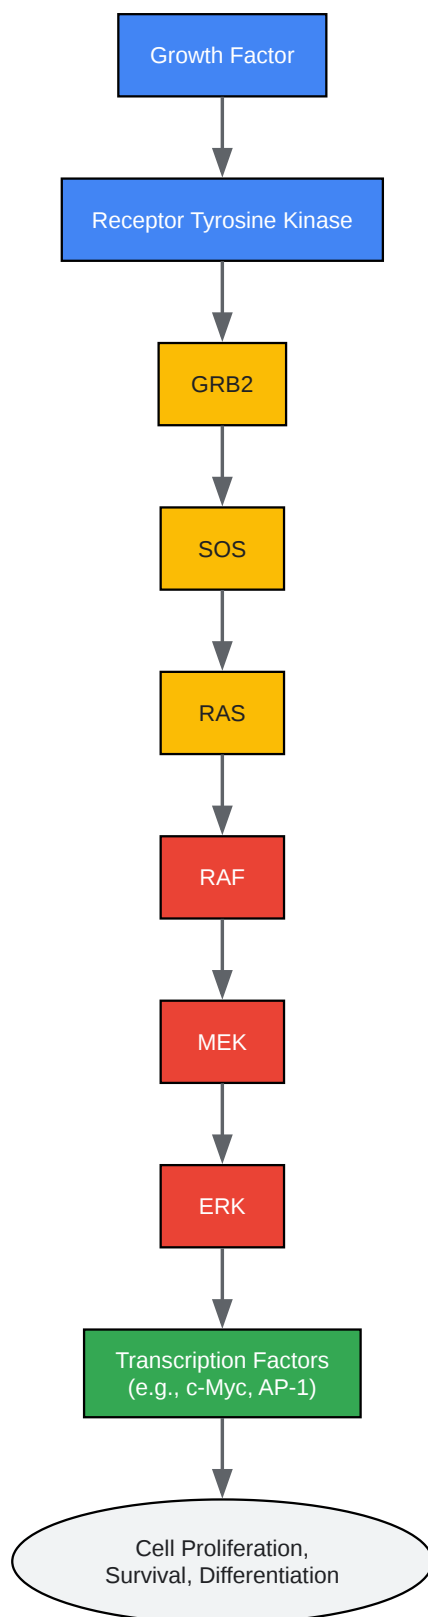 Growth Factor
Receptor Tyrosine Kinase
GRB2
SOS
RAS
RAF
MEK
ERK
Transcription Factors
(e.g., c-Myc, AP-1)
Cell Proliferation,
Survival, Differentiation